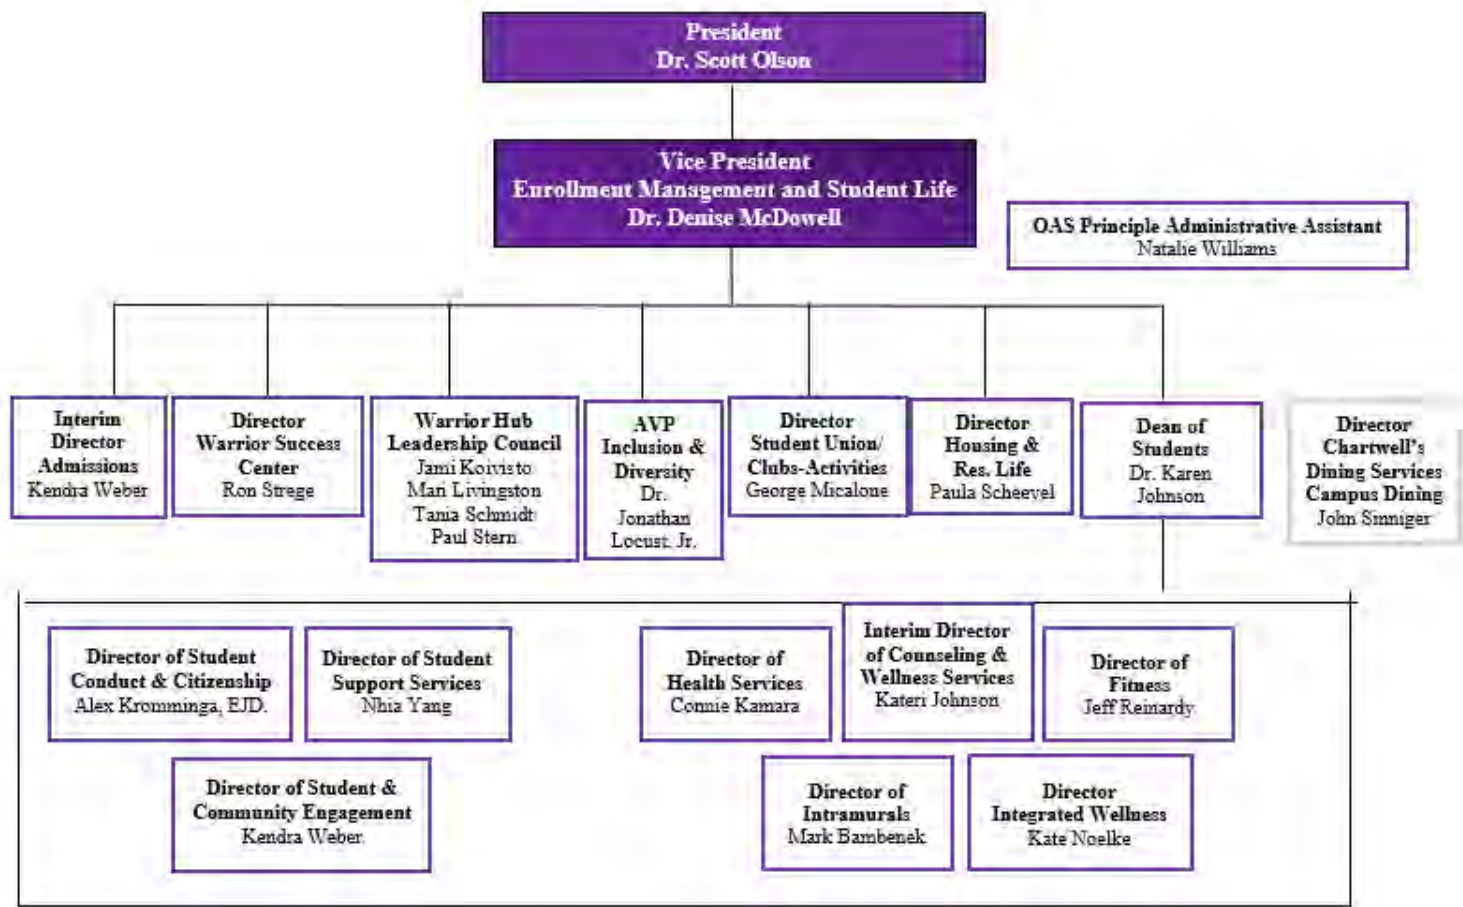 President
Dr. Scott Olson
Vice President
Enrollment Management and Student Life
Dr. Denise McDowell
OAS Principle Administrative Assistant
Natalie Williams
Interim
Director
Admissions
Kendra Weber
Director
Warrior Success
Center
Ron Strege
Warrior Hub
Leadership Council
Jami Koivisto
Mari Livingston
Tania Schmidt
Paul Stern
AVP
Inclusion &
Diversity
Dr.
Jonathan
Locust, Jr.
Director
Student Union/
Clubs-Activities
George Micalone
Director
Housing &
Res. Life
Paula Scheevel
Dean of
Students
Dr. Karen
Johnson
Director
Chartwell's
Dining Services
Campus Dining
John Sinniger
Director of Student
Conduct & Citizenship
Alex Kromminga, EJD.
Director of Student
Support Services
Nhia Yang
Director of
Health Services
Connie Kamara
Interim Director
of Counseling &
Wellness Services
Kateri Johnson
Director of
Fitness
Jeff Reinardy
Director of Student &
Community Engagement
Kendra Weber
Director of
Intramurals
Mark Bambenek
Director
Integrated Wellness
Kate Noelke